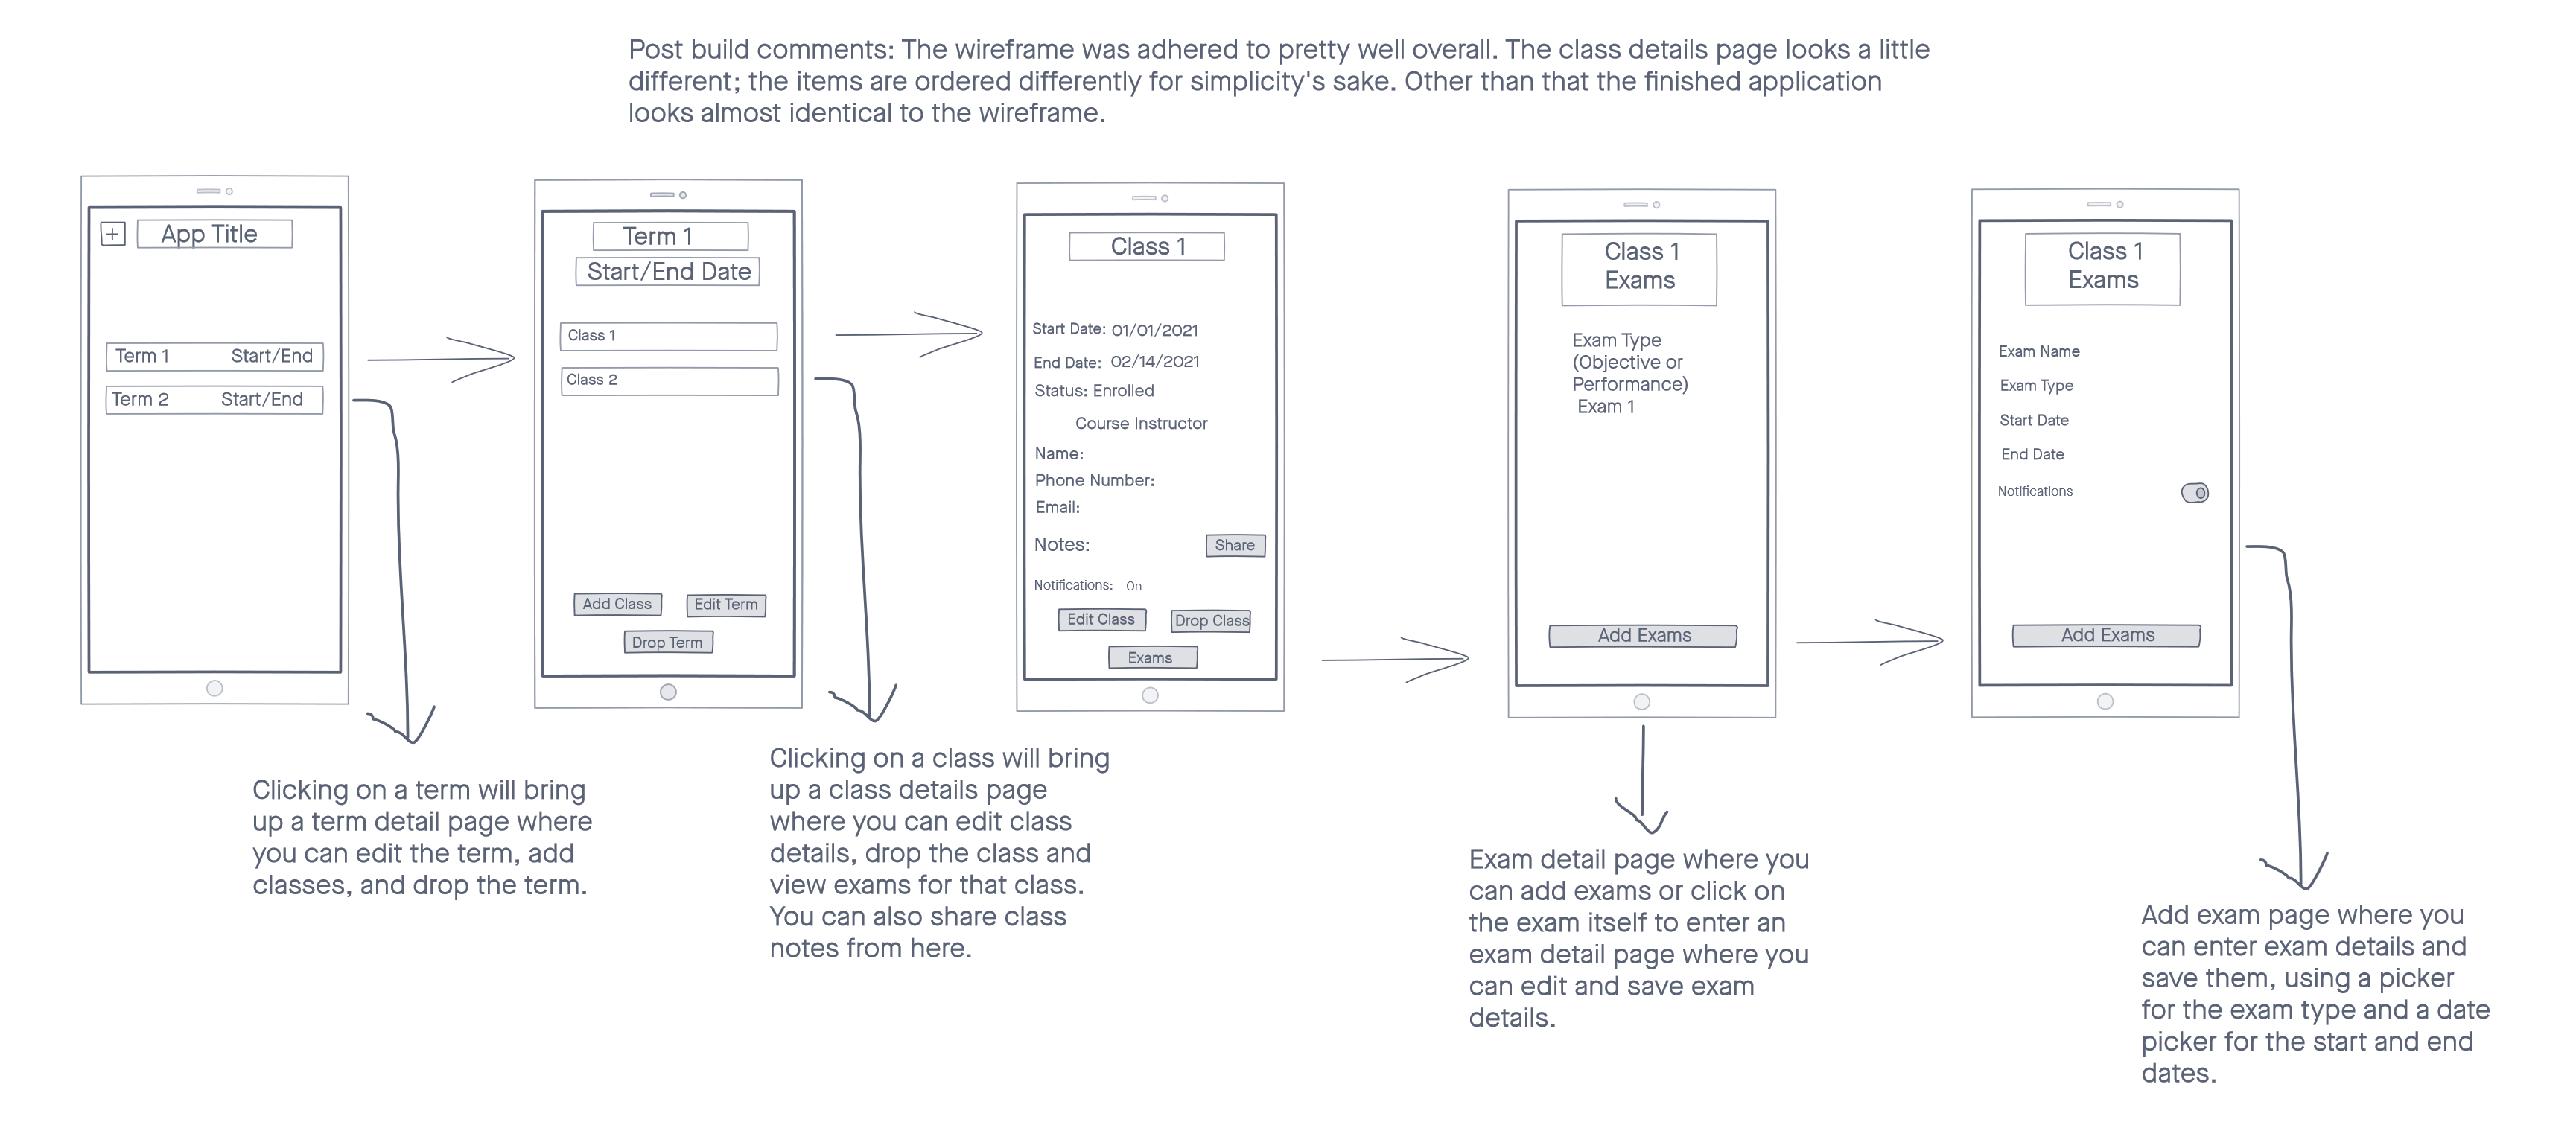 Post build comments: The wireframe was adhered to pretty well overall. The class details page looks a little
different; the items are ordered differently for simplicity's sake. Other than that the finished application
looks almost identical to the wireframe.
+
App Title
Term 1 Start/End
Term 2 Start/End
Clicking on a term will bring
up a term detail page where
you can edit the term, add
classes, and drop the term.
Term 1
Start/End Date
Class 1
Class 2
Add Class Edit Term
Drop Term
Clicking on a class will bring
up a class details page
where you can edit class
details, drop the class and
view exams for that class.
You can also share class
notes from here.
Class 1
Start Date: 01/01/2021
End Date: 02/14/2021
Status: Enrolled
Course Instructor
Name:
Phone Number:
Email:
Notes: Share
Notifications: On
Edit Class Drop Class
Exams
Class 1
Exams
Exam Type
(Objective or
Performance)
Exam 1
Add Exams
Exam detail page where you
can add exams or click on
the exam itself to enter an
exam detail page where you
can edit and save exam
details.
Class 1
Exams
Exam Name
Exam Type
Start Date
End Date
Notifications
Add Exams
Add exam page where you
can enter exam details and
save them, using a picker
for the exam type and a date
picker for the start and end
dates.